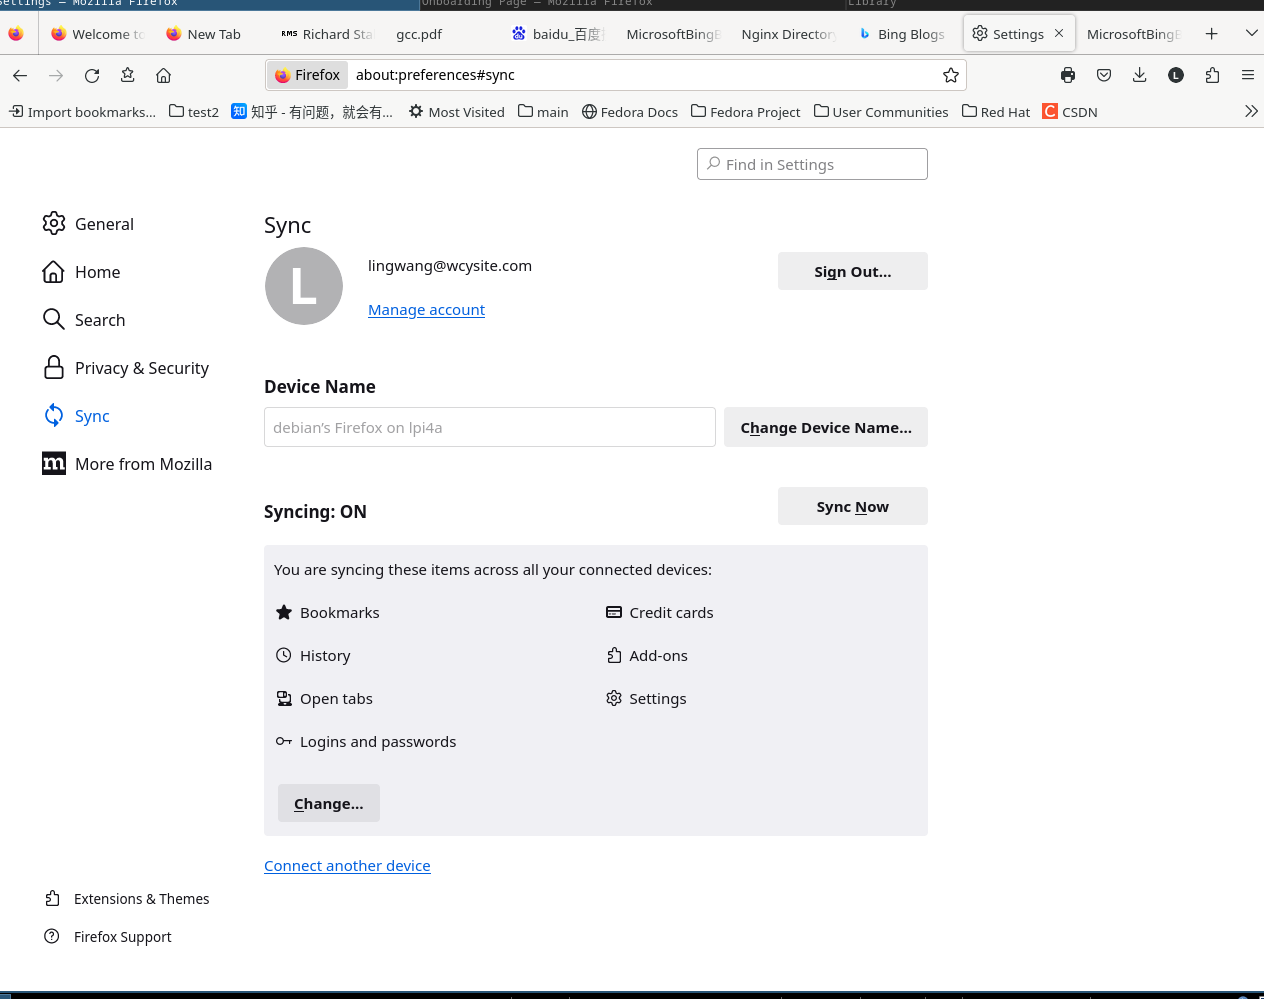 Settings — Mozilla Firefox
Onboarding Page — Mozilla Firefox
Library
Welcome to
New Tab
RMS Richard Sta
gcc.pdf
baidu_百度
MicrosoftBing
Nginx Director
Bing Blogs
Settings
MicrosoftBing
Firefox
about:preferences#sync
L
Import bookmarks...
test2
知 知乎 - 有问题，就会有...
Most Visited
main
Fedora Docs
Fedora Project
User Communities
Red Hat
C CSDN
Find in Settings
General
Home
Search
Privacy & Security
Sync
m More from Mozilla
Extensions & Themes
Firefox Support
Sync
L
lingwang@wcysite.com
Manage account
Sign Out...
Device Name
debian's Firefox on lpi4a
Change Device Name...
Syncing: ON
Sync Now
You are syncing these items across all your connected devices:
Bookmarks
Credit cards
History
Add-ons
Open tabs
Settings
Logins and passwords
Change...
Connect another device